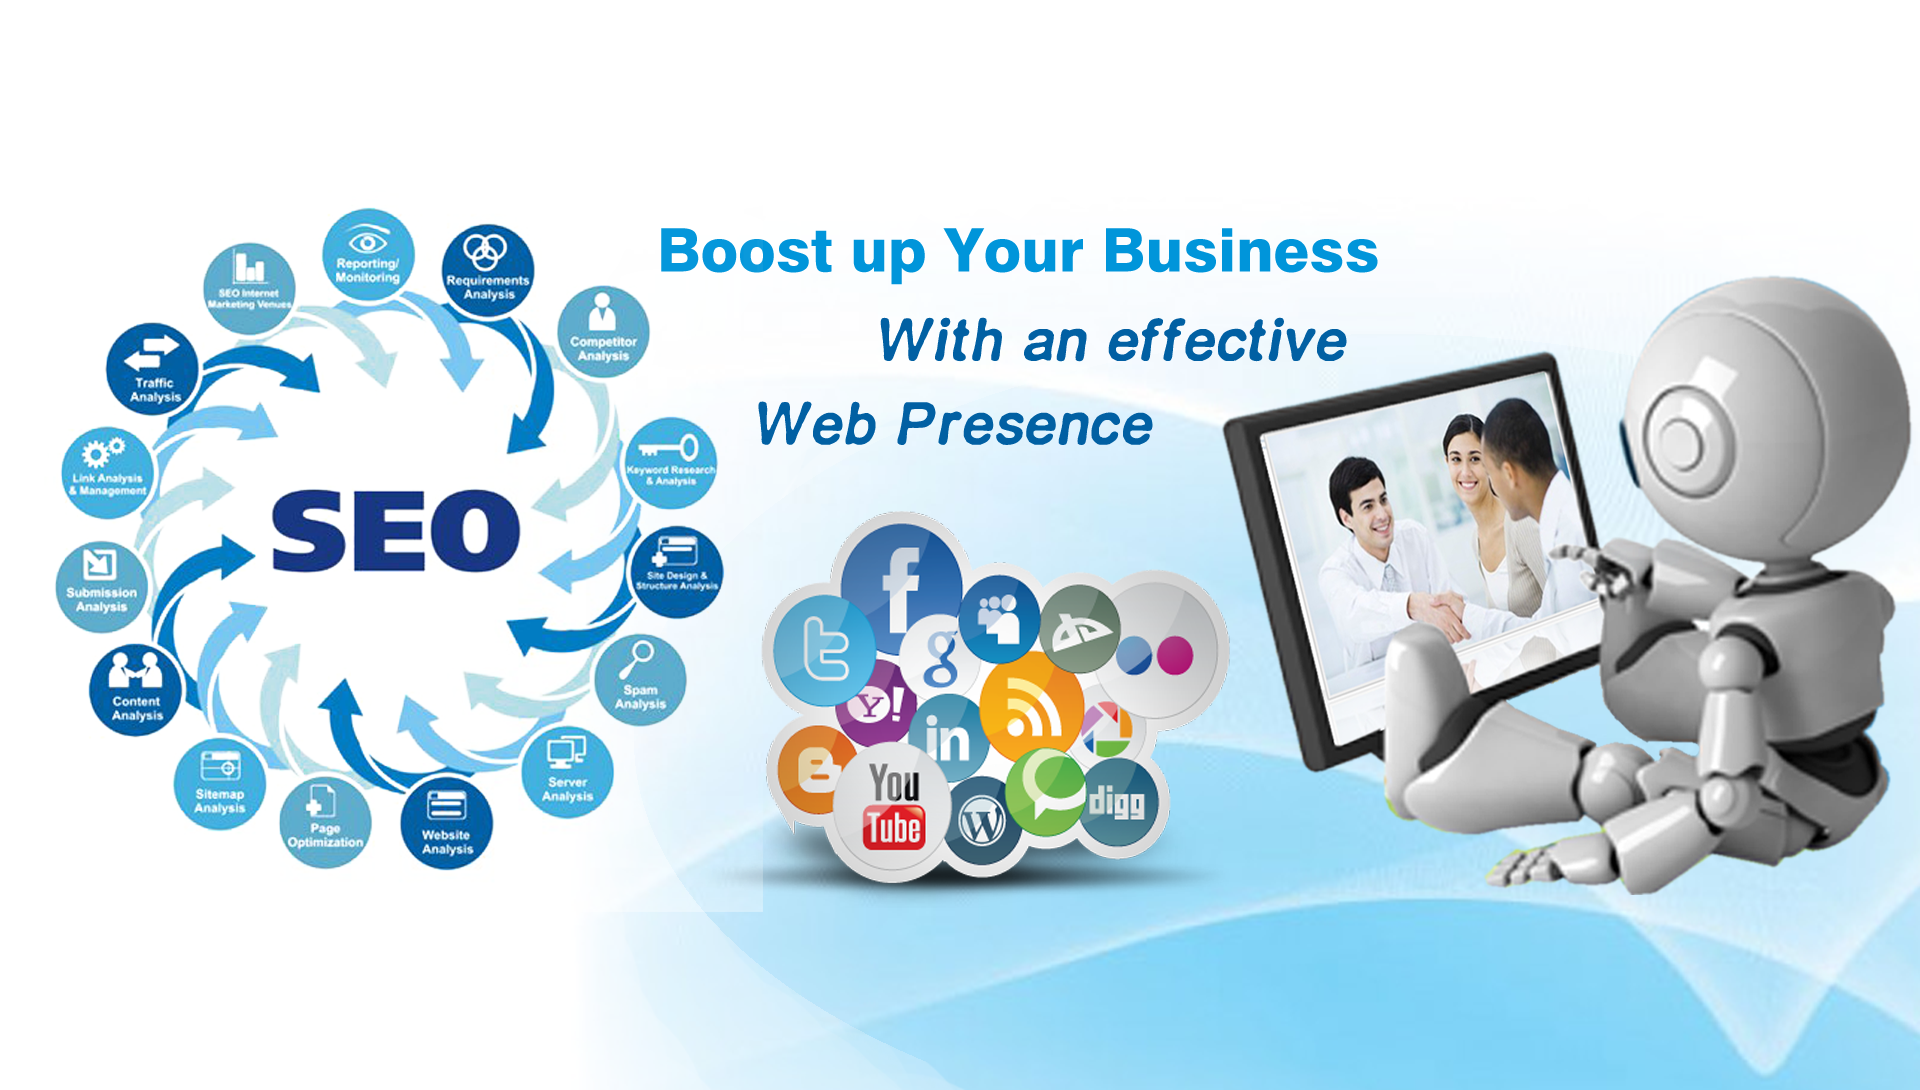 Boost up Your Business
With an effective
Web Presence
SEO
Reporting/
Monitoring
Requirements
Analysis
Competitor
Analysis
Keyword Research
& Analysis
Site Design &
Structure Analysis
Spam
Analysis
Server
Analysis
Website
Analysis
Page
Optimization
Sitemap
Analysis
Content
Analysis
Submission
Analysis
Link Analysis
& Management
Traffic
Analysis
SEO Internet
Marketing Venues
f
t
g
Y!
in
B
You
Tube
W
digg